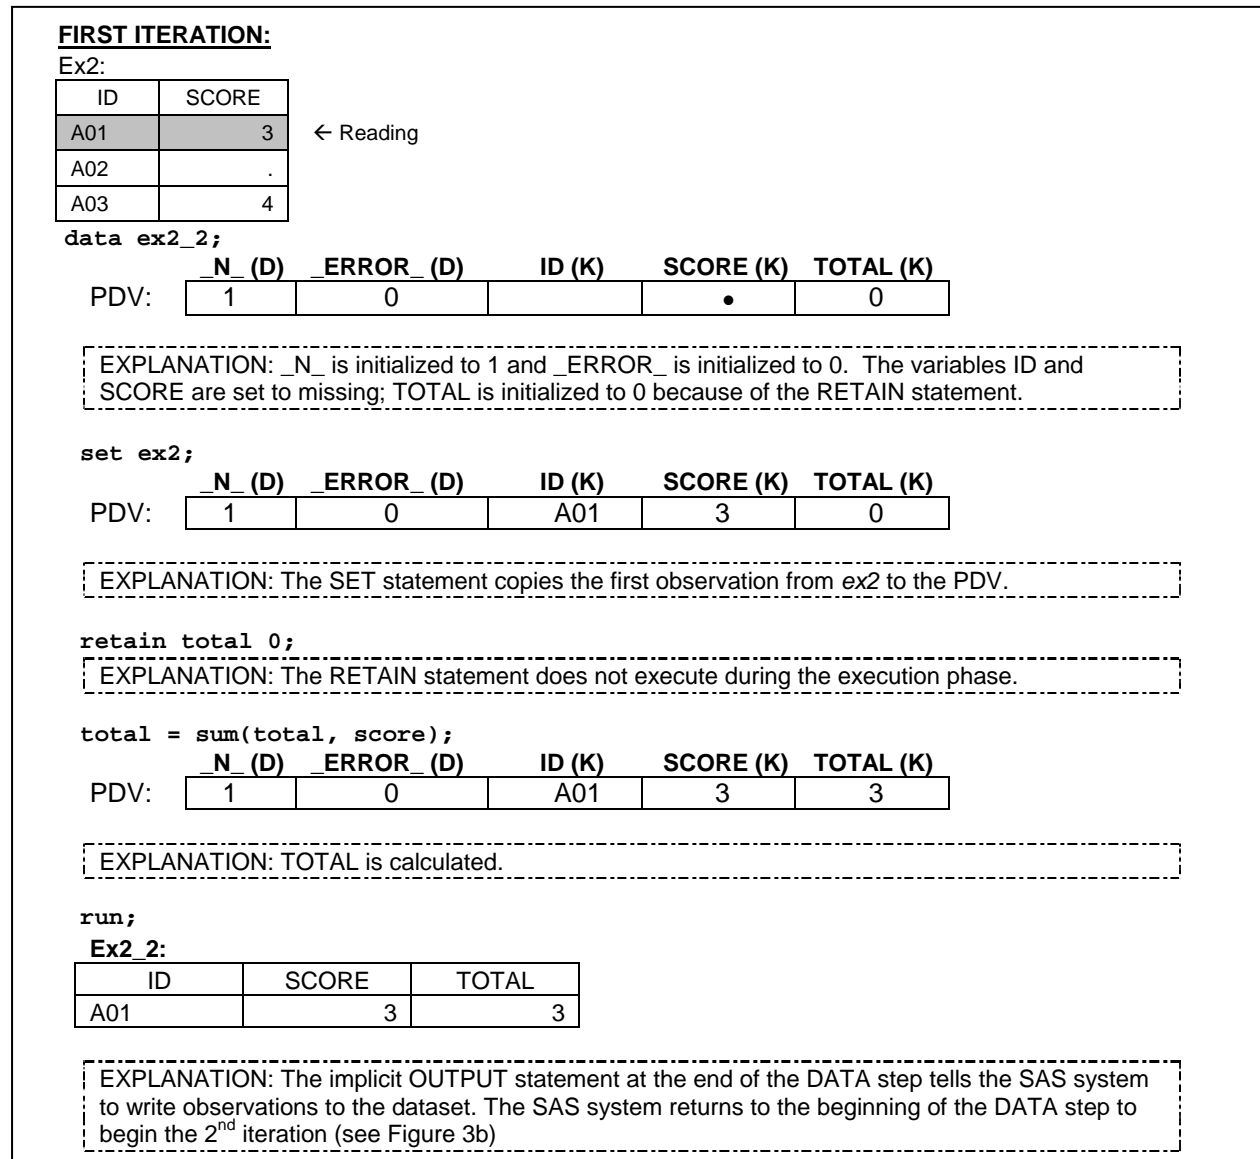 FIRST ITERATION:
Ex2:
ID SCORE
A01 3 ← Reading
A02 .
A03 4
data ex2_2;
_N_ (D) _ERROR_ (D) ID (K) SCORE (K) TOTAL (K)
PDV: 1 0 • 0
EXPLANATION: _N_ is initialized to 1 and _ERROR_ is initialized to 0. The variables ID and
SCORE are set to missing; TOTAL is initialized to 0 because of the RETAIN statement.
set ex2;
_N_ (D) _ERROR_ (D) ID (K) SCORE (K) TOTAL (K)
PDV: 1 0 A01 3 0
EXPLANATION: The SET statement copies the first observation from ex2 to the PDV.
retain total 0;
EXPLANATION: The RETAIN statement does not execute during the execution phase.
total = sum(total, score);
_N_ (D) _ERROR_ (D) ID (K) SCORE (K) TOTAL (K)
PDV: 1 0 A01 3 3
EXPLANATION: TOTAL is calculated.
run;
Ex2_2:
ID SCORE TOTAL
A01 3 3
EXPLANATION: The implicit OUTPUT statement at the end of the DATA step tells the SAS system
to write observations to the dataset. The SAS system returns to the beginning of the DATA step to
begin the 2nd iteration (see Figure 3b)